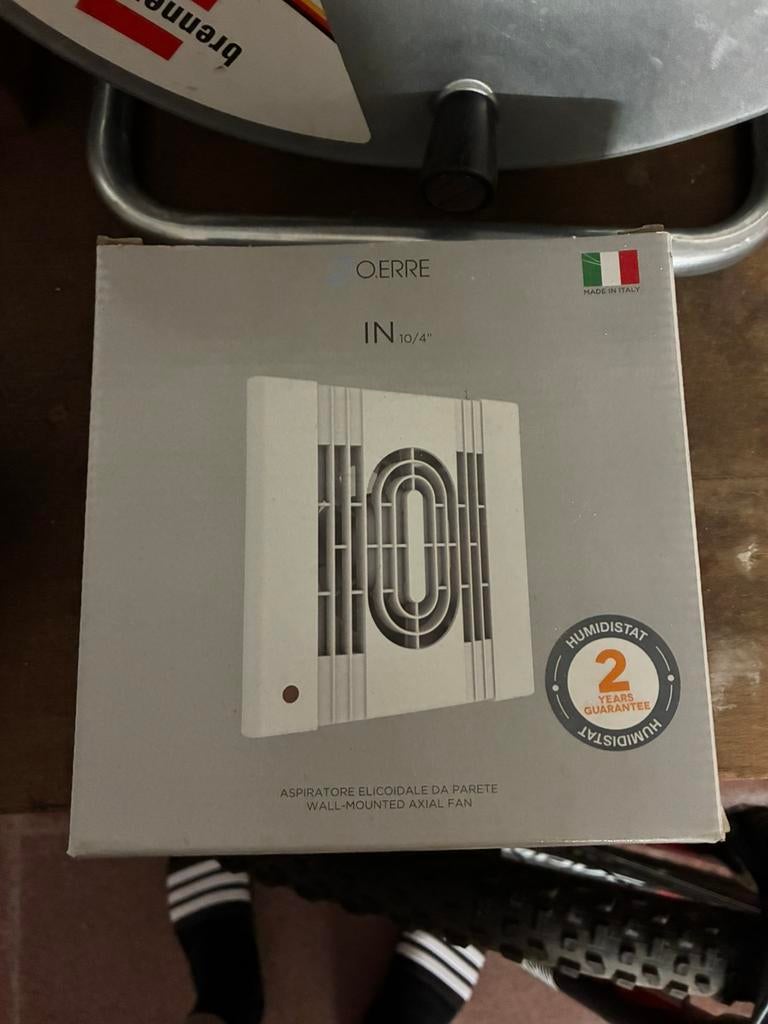 brenne
O.ERRE
MADE IN ITALY
IN 10/4"
HUMIDISTAT
2
YEARS
GUARANTEE
HUMIDISTAT
ASPIRATORE ELICOIDALE DA PARETE
WALL-MOUNTED AXIAL FAN